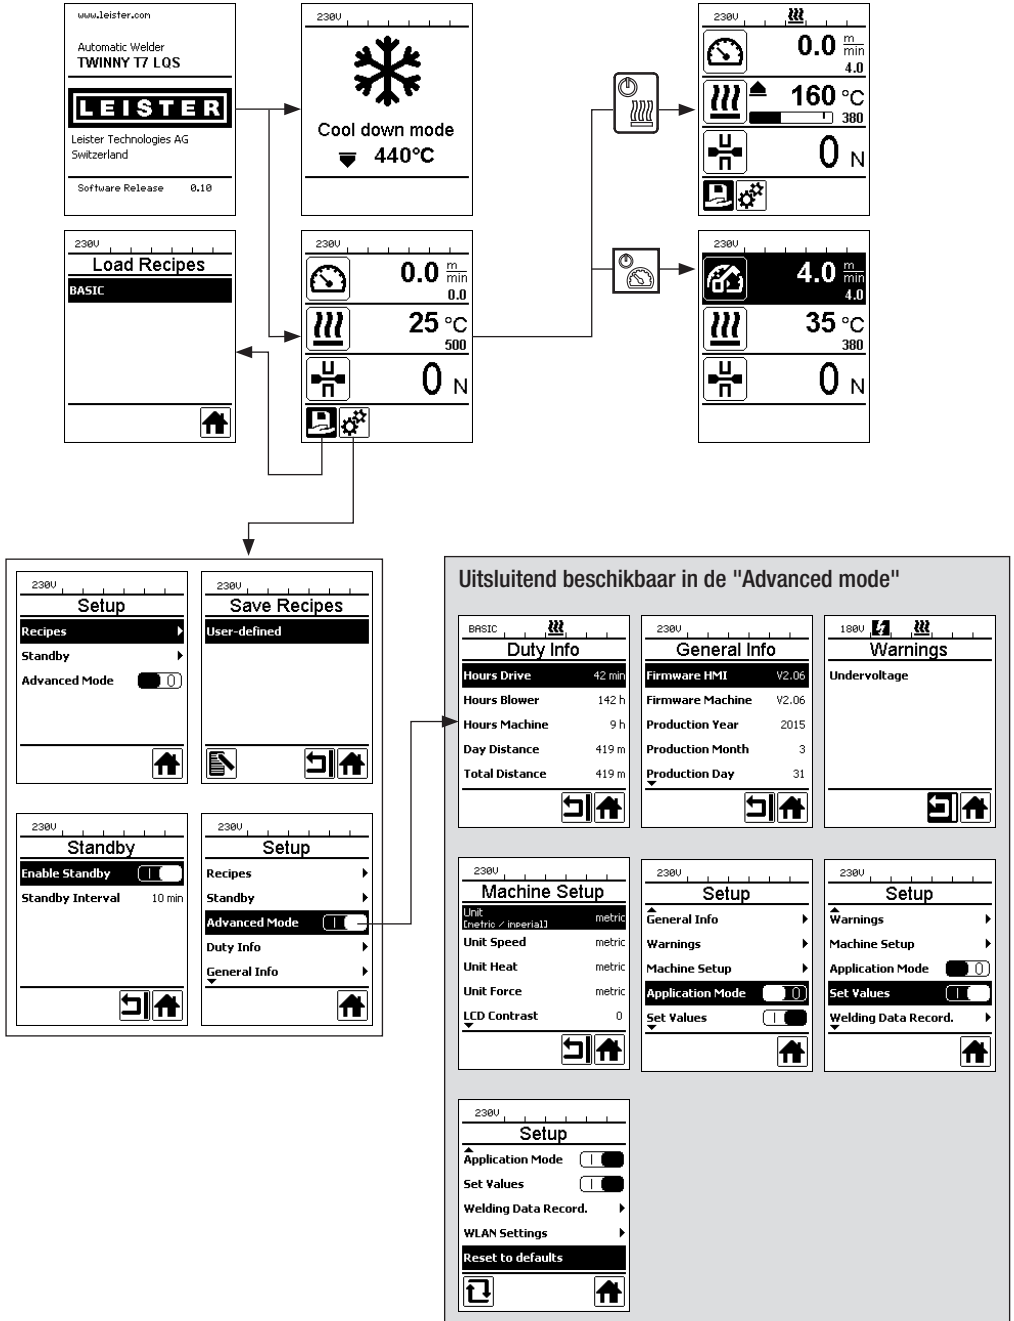 www.leister.com
Automatic Welder
TWINNY T7 LQS
LEISTER
Leister Technologies AG
Switzerland
Software Release 0.10
230V
Cool down mode
440°C
230V
0.0 m/min
4.0
160 °C
380
0 N
230V
Load Recipes
BASIC
230V
0.0 m/min
0.0
25 °C
500
0 N
230V
4.0 m/min
4.0
35 °C
380
0 N
230V
Setup
Recipes
Standby
Advanced Mode 0
230V
Save Recipes
User-defined
230V
Standby
Enable Standby I
Standby Interval 10 min
230V
Setup
Recipes
Standby
Advanced Mode I
Duty Info
General Info
Uitsluitend beschikbaar in de "Advanced mode"
BASIC
Duty Info
Hours Drive 42 min
Hours Blower 142 h
Hours Machine 9 h
Day Distance 419 m
Total Distance 419 m
230V
General Info
Firmware HMI V2.06
Firmware Machine V2.06
Production Year 2015
Production Month 3
Production Day 31
180V
Warnings
Undervoltage
230V
Machine Setup
Unit metric
[metric / inperial]
Unit Speed metric
Unit Heat metric
Unit Force metric
LCD Contrast 0
230V
Setup
General Info
Warnings
Machine Setup
Application Mode 0
Set Values I
230V
Setup
Warnings
Machine Setup
Application Mode 0
Set Values I
Welding Data Record.
230V
Setup
Application Mode I
Set Values I
Welding Data Record.
WLAN Settings
Reset to defaults